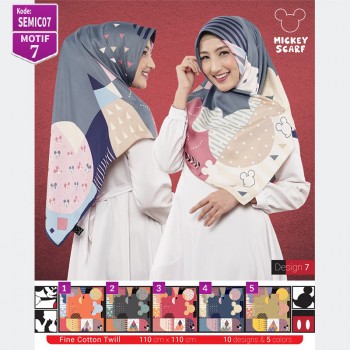 Kode:
SEMIC07
MOTIF
7
MICKEY
SCARF
Design 7
1
2
3
4
5
Fine Cotton Twill
110 cm x 110 cm
10 designs & 5 colors